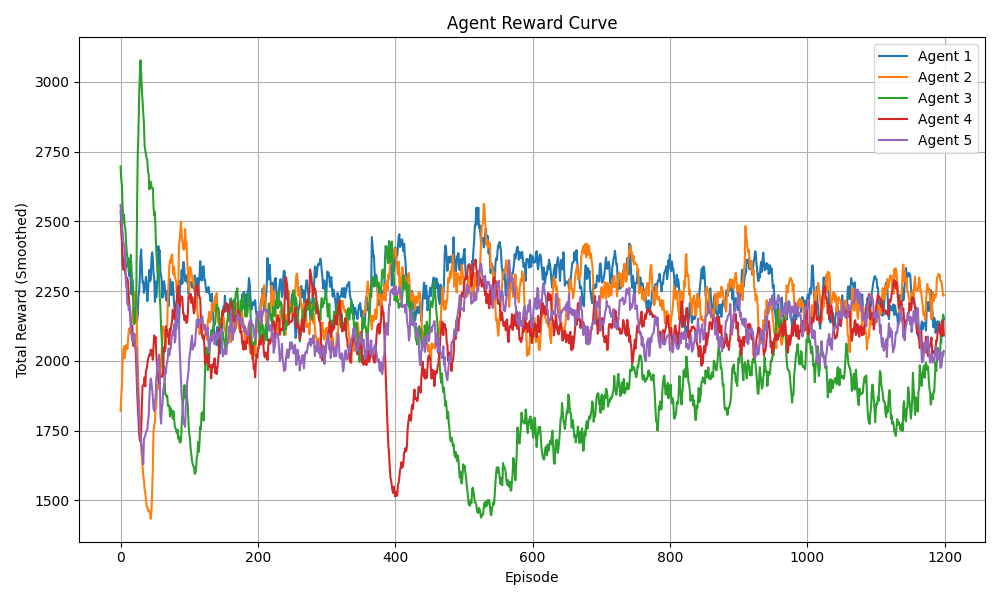 Agent Reward Curve
Agent 1
Agent 2
Agent 3
Agent 4
Agent 5
Total Reward (Smoothed)
3000
2750
2500
2250
2000
1750
1500
0 200 400 600 800 1000 1200
Episode